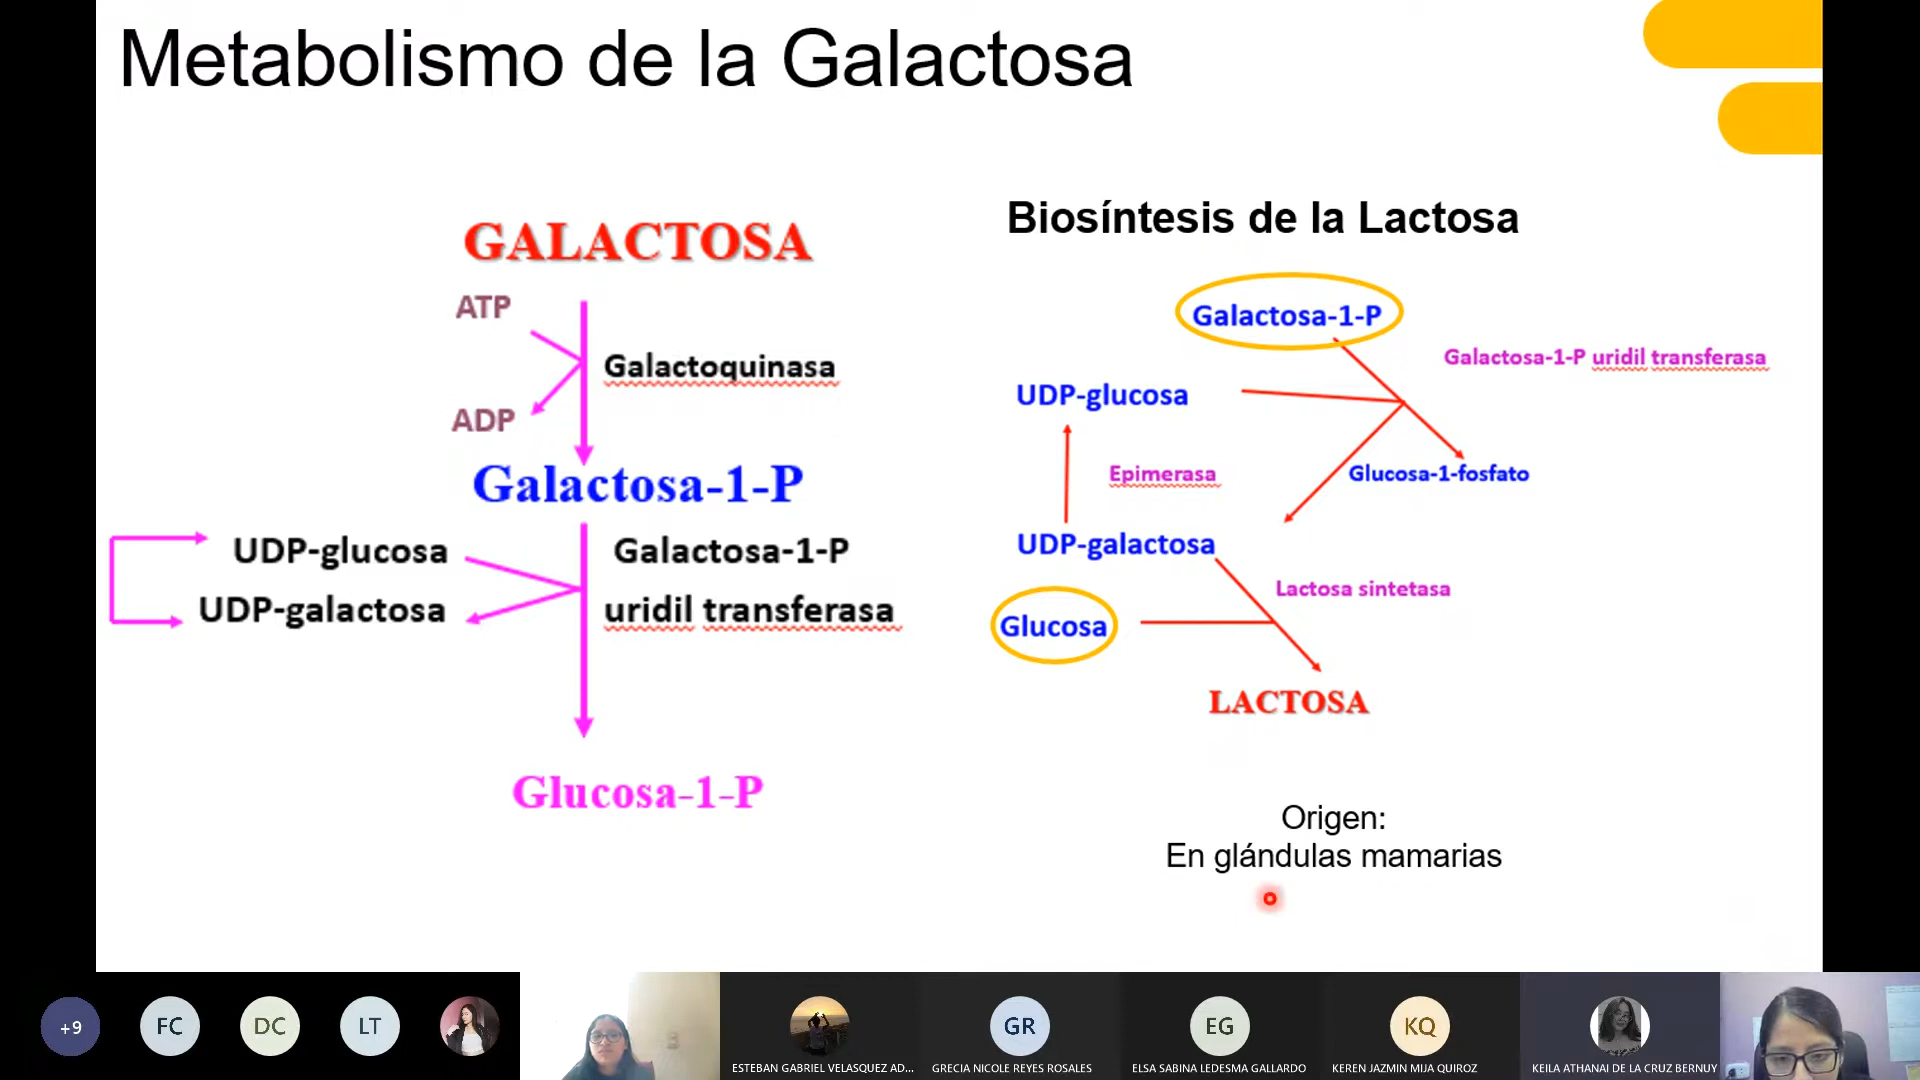 Metabolismo de la Galactosa
GALACTOSA
ATP
Galactoquinasa
ADP
Galactosa-1-P
UDP-glucosa
Galactosa-1-P
UDP-galactosa
uridil transferasa
Glucosa-1-P
Biosíntesis de la Lactosa
Galactosa-1-P
Galactosa-1-P uridil transferasa
UDP-glucosa
Epimerasa
Glucosa-1-fosfato
UDP-galactosa
Lactosa sintetasa
Glucosa
LACTOSA
Origen:
En glándulas mamarias
+9
FC
DC
LT
GR
EG
KQ
ESTEBAN GABRIEL VELASQUEZ AD...
GRECIA NICOLE REYES ROSALES
ELSA SABINA LEDESMA GALLARDO
KEREN JAZMIN MIJA QUIROZ
KEILA ATHANAI DE LA CRUZ BERNUY